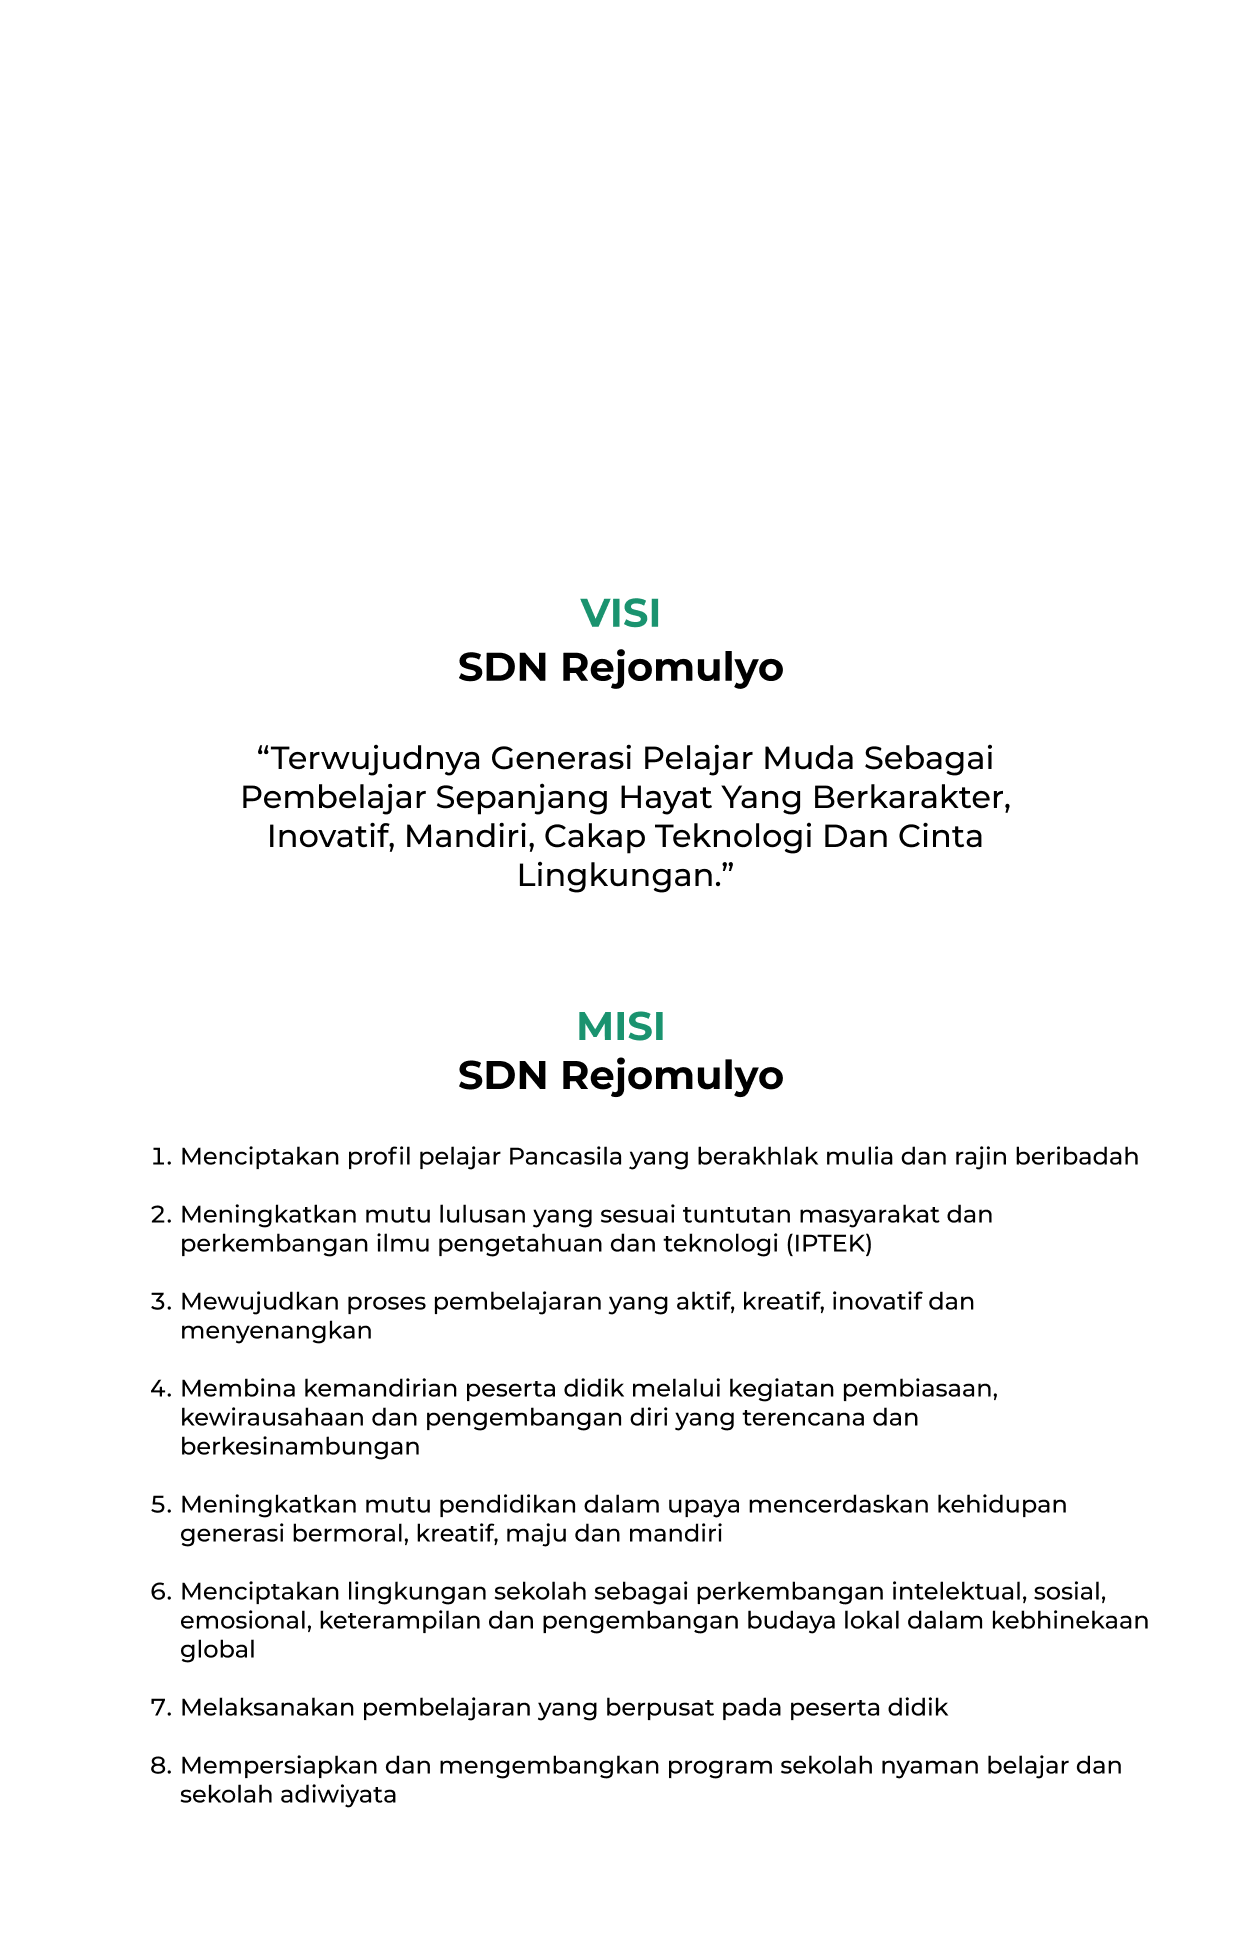 VISI
SDN Rejomulyo
“Terwujudnya Generasi Pelajar Muda Sebagai
Pembelajar Sepanjang Hayat Yang Berkarakter,
Inovatif, Mandiri, Cakap Teknologi Dan Cinta
Lingkungan.”
MISI
SDN Rejomulyo
1. Menciptakan profil pelajar Pancasila yang berakhlak mulia dan rajin beribadah
2. Meningkatkan mutu lulusan yang sesuai tuntutan masyarakat dan
perkembangan ilmu pengetahuan dan teknologi (IPTEK)
3. Mewujudkan proses pembelajaran yang aktif, kreatif, inovatif dan
menyenangkan
4. Membina kemandirian peserta didik melalui kegiatan pembiasaan,
kewirausahaan dan pengembangan diri yang terencana dan
berkesinambungan
5. Meningkatkan mutu pendidikan dalam upaya mencerdaskan kehidupan
generasi bermoral, kreatif, maju dan mandiri
6. Menciptakan lingkungan sekolah sebagai perkembangan intelektual, sosial,
emosional, keterampilan dan pengembangan budaya lokal dalam kebhinekaan
global
7. Melaksanakan pembelajaran yang berpusat pada peserta didik
8. Mempersiapkan dan mengembangkan program sekolah nyaman belajar dan
sekolah adiwiyata